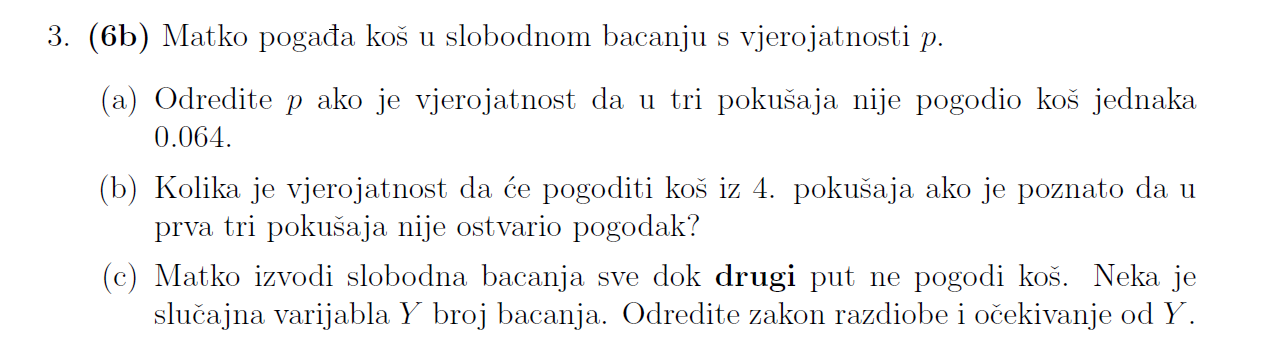 3. (6b) Matko pogađa koš u slobodnom bacanju s vjerojatnosti p.
(a) Odredite p ako je vjerojatnost da u tri pokušaja nije pogodio koš jednaka
0.064.
(b) Kolika je vjerojatnost da će pogoditi koš iz 4. pokušaja ako je poznato da u
prva tri pokušaja nije ostvario pogodak?
(c) Matko izvodi slobodna bacanja sve dok drugi put ne pogodi koš. Neka je
slučajna varijabla Y broj bacanja. Odredite zakon razdiobe i očekivanje od Y.